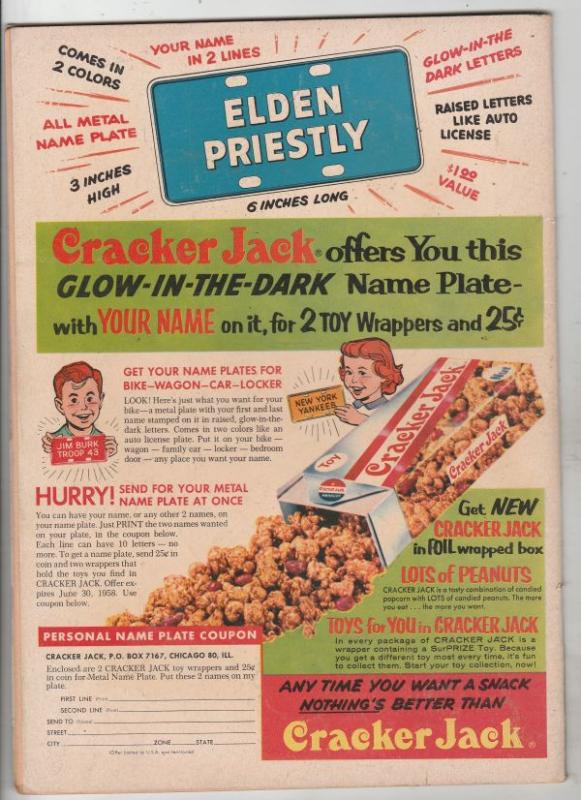 COMES IN
2 COLORS
YOUR NAME
IN 2 LINES
GLOW-IN-THE
DARK LETTERS
ALL METAL
NAME PLATE
ELDEN
PRIESTLY
RAISED LETTERS
LIKE AUTO
LICENSE
3 INCHES
HIGH
6 INCHES LONG
$1.00
VALUE
Cracker Jack® offers You this
GLOW-IN-THE-DARK Name Plate-
with YOUR NAME on it, for 2 TOY Wrappers and 25¢
GET YOUR NAME PLATES FOR
BIKE—WAGON—CAR—LOCKER
LOOK! Here's just what you want for your
bike—a metal plate with your first and last
name stamped on it in raised, glow-in-the-
dark letters. Comes in two colors like an
auto license plate. Put it on your bike —
wagon — family car — locker — bedroom
door — any place you want your name.
JIM BURK
TROOP 43
NEW YORK
YANKEES
HURRY! SEND FOR YOUR METAL
NAME PLATE AT ONCE
You can have your name, or any other 2 names, on
your name plate. Just PRINT the two names wanted
on your plate, in the coupon below.
Each line can have 10 letters — no
more. To get a name plate, send 25¢ in
coin and two wrappers that
hold the toys you find in
CRACKER JACK. Offer ex-
pires June 30, 1958. Use
coupon below.
Toy
Cracker Jack
Cracker Jack
Get NEW
CRACKER JACK
in FOIL wrapped box
LOTS of PEANUTS
CRACKER JACK is a tasty combination of candied
popcorn with LOTS of candied peanuts. The more
you eat . . . the more you want.
TOYS for YOU in CRACKER JACK
In every package of CRACKER JACK is a
wrapper containing a SurPRIZE Toy. Because
you get a different toy most every time, it's fun
to collect them. Start your toy collection, now!
PERSONAL NAME PLATE COUPON
CRACKER JACK, P.O. BOX 7167, CHICAGO 80, ILL.
Enclosed are 2 CRACKER JACK toy wrappers and 25¢
in coin for Metal Name Plate. Put these 2 names on my
plate.
FIRST LINE (Print)
SECOND LINE (Print)
SEND TO (Name)
STREET
CITY ZONE STATE
(Offer limited to U.S.A. and territories)
ANY TIME YOU WANT A SNACK
NOTHING'S BETTER THAN
Cracker Jack®